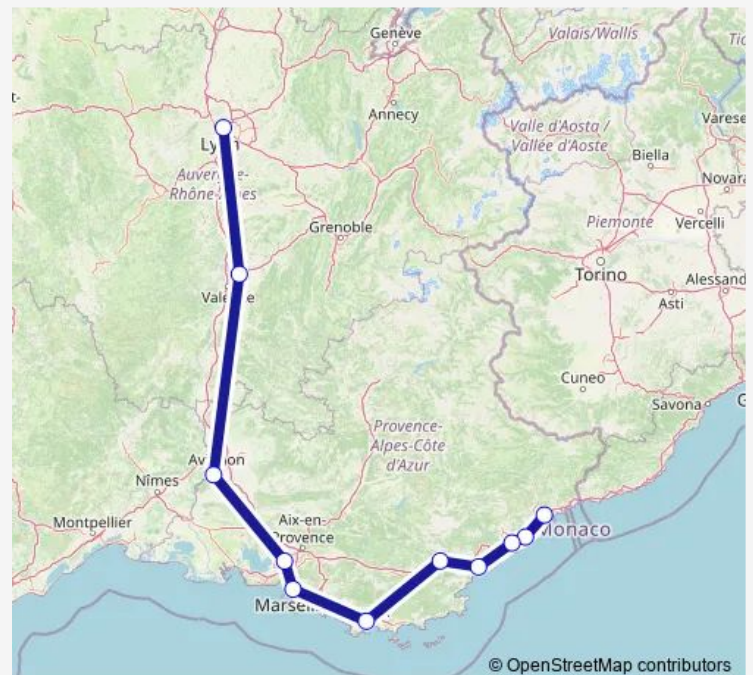 Genève
Valais/Wallis
Annecy
Valle d'Aosta /
Vallée d'Aoste
Varese
Biella
Novara
Grenoble
Piemonte
Vercelli
Torino
Alessand
Asti
Cuneo
Savona
Provence-
Alpes-Côte
d'Azur
Nîmes
Montpellier
Aix-en-
Provence
Monaco
© OpenStreetMap contributors